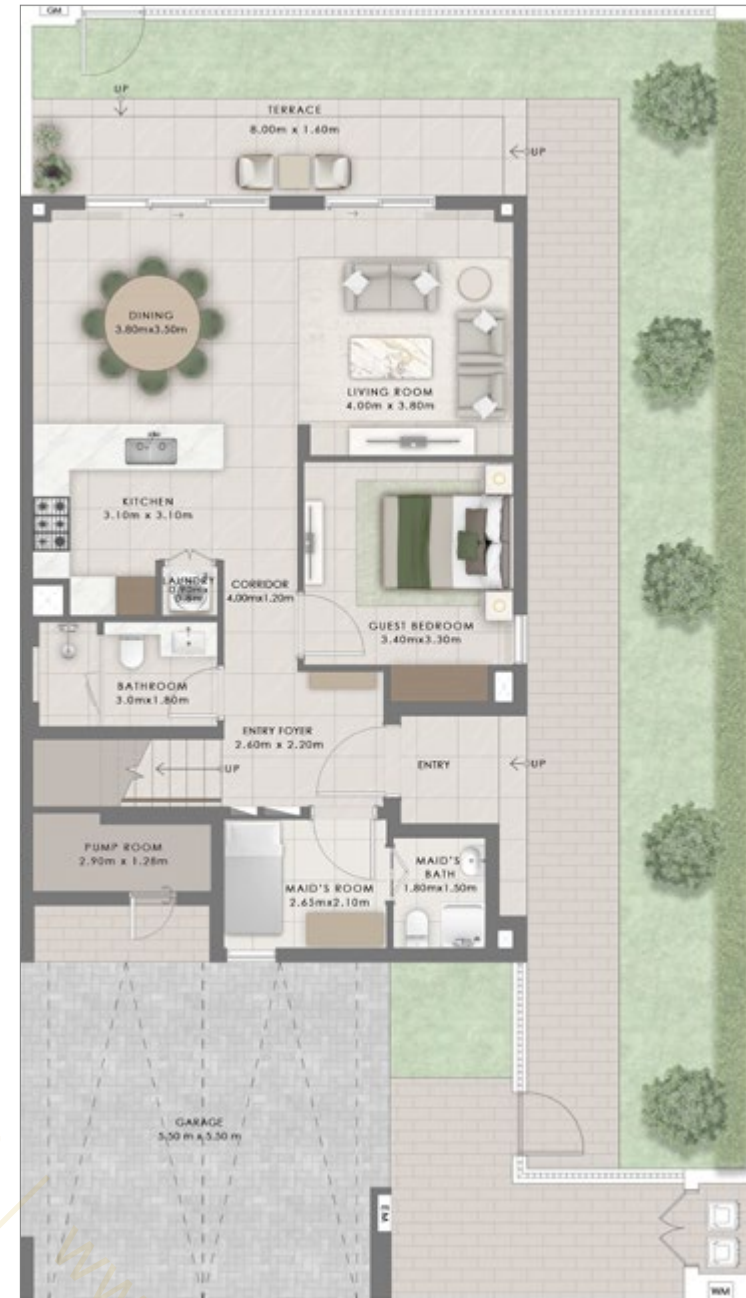 GM
UP
TERRACE
8.00m x 1.60m
UP
DINING
3.80mx3.50m
LIVING ROOM
4.00m x 3.80m
KITCHEN
3.10m x 3.10m
LAUNDRY
CORRIDOR
4.00mx1.20m
GUEST BEDROOM
3.40mx3.30m
BATHROOM
3.0mx1.80m
ENTRY FOYER
2.60m x 2.20m
UP
ENTRY
UP
PUMP ROOM
2.90m x 1.28m
MAID'S ROOM
2.65mx2.10m
MAID'S
BATH
1.80mx1.50m
GARAGE
5.50 m x 5.50 m
EM
WM